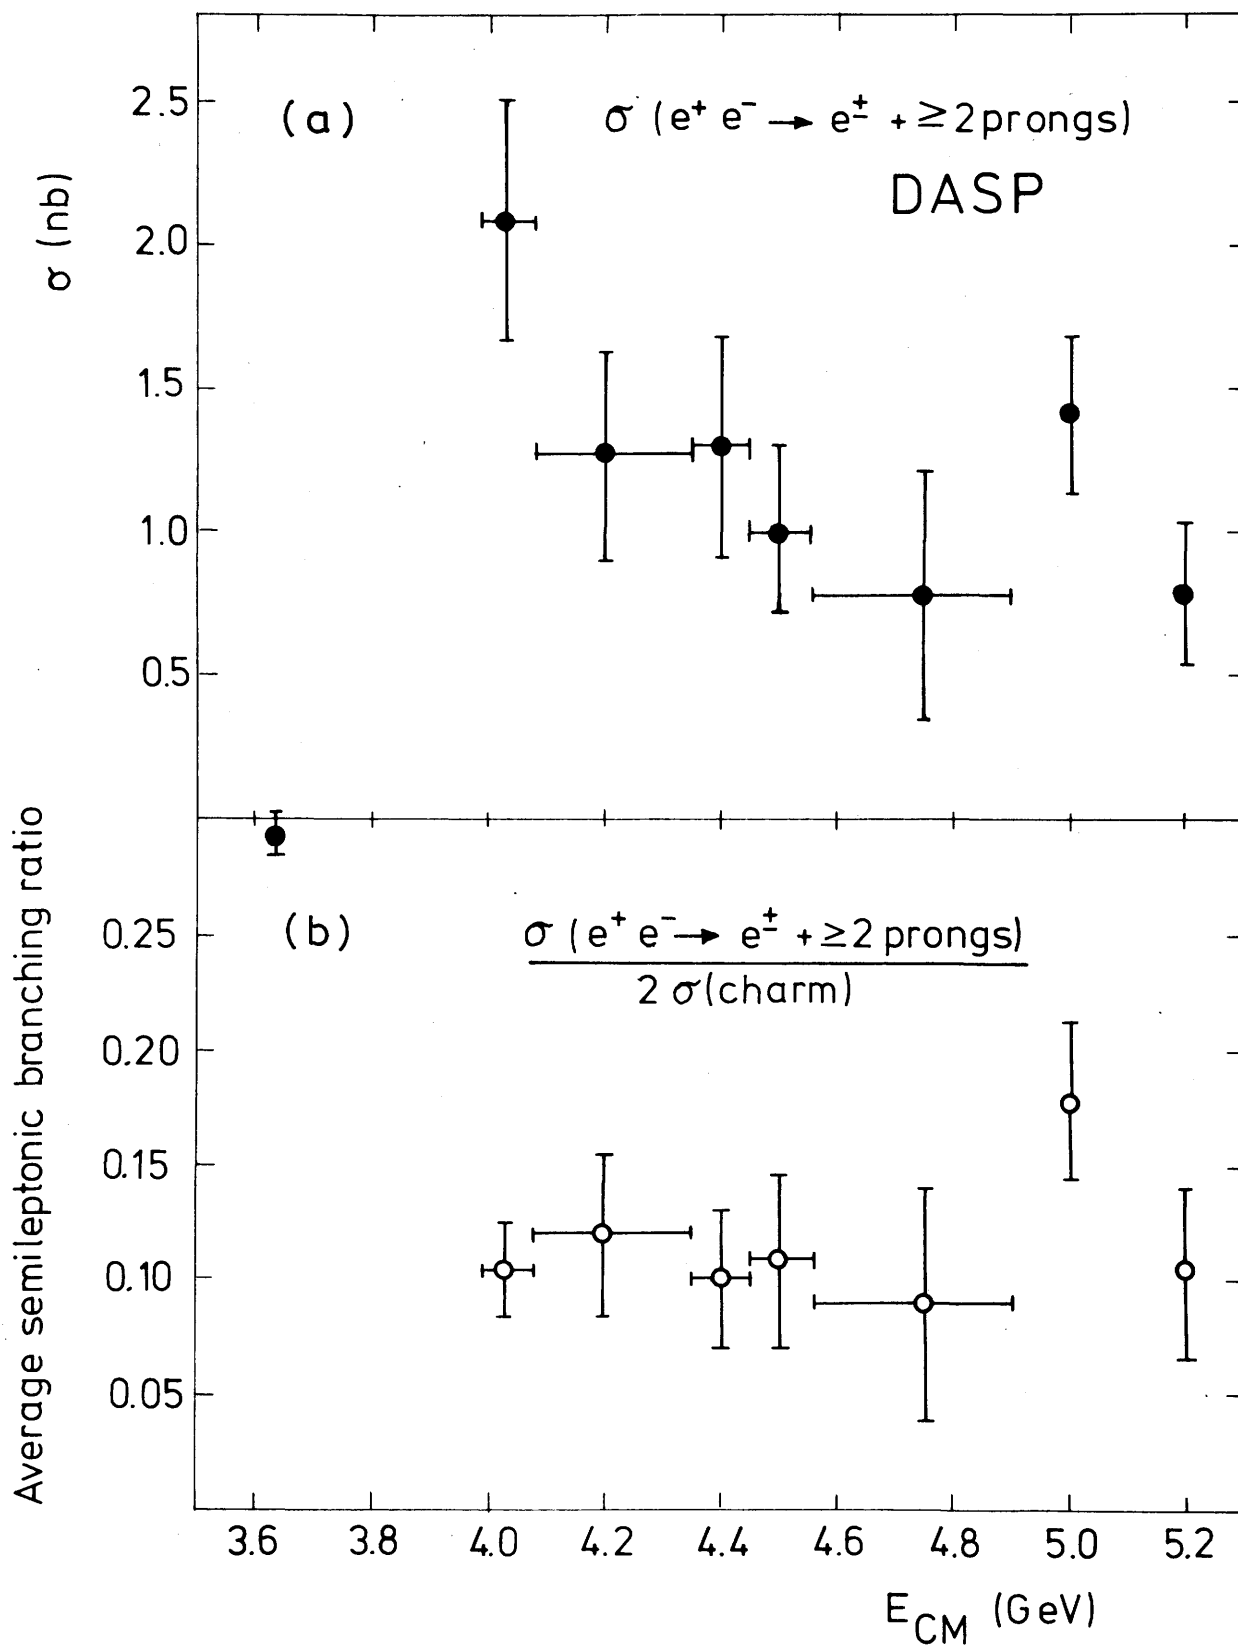 (a)
σ (e⁺ e⁻ → e± + ≥2 prongs)
DASP
σ (nb)
2.5
2.0
1.5
1.0
0.5
(b)
σ (e⁺ e⁻ → e± + ≥2 prongs)
2 σ (charm)
Average semileptonic branching ratio
0.25
0.20
0.15
0.10
0.05
3.6 3.8 4.0 4.2 4.4 4.6 4.8 5.0 5.2
E_CM (GeV)